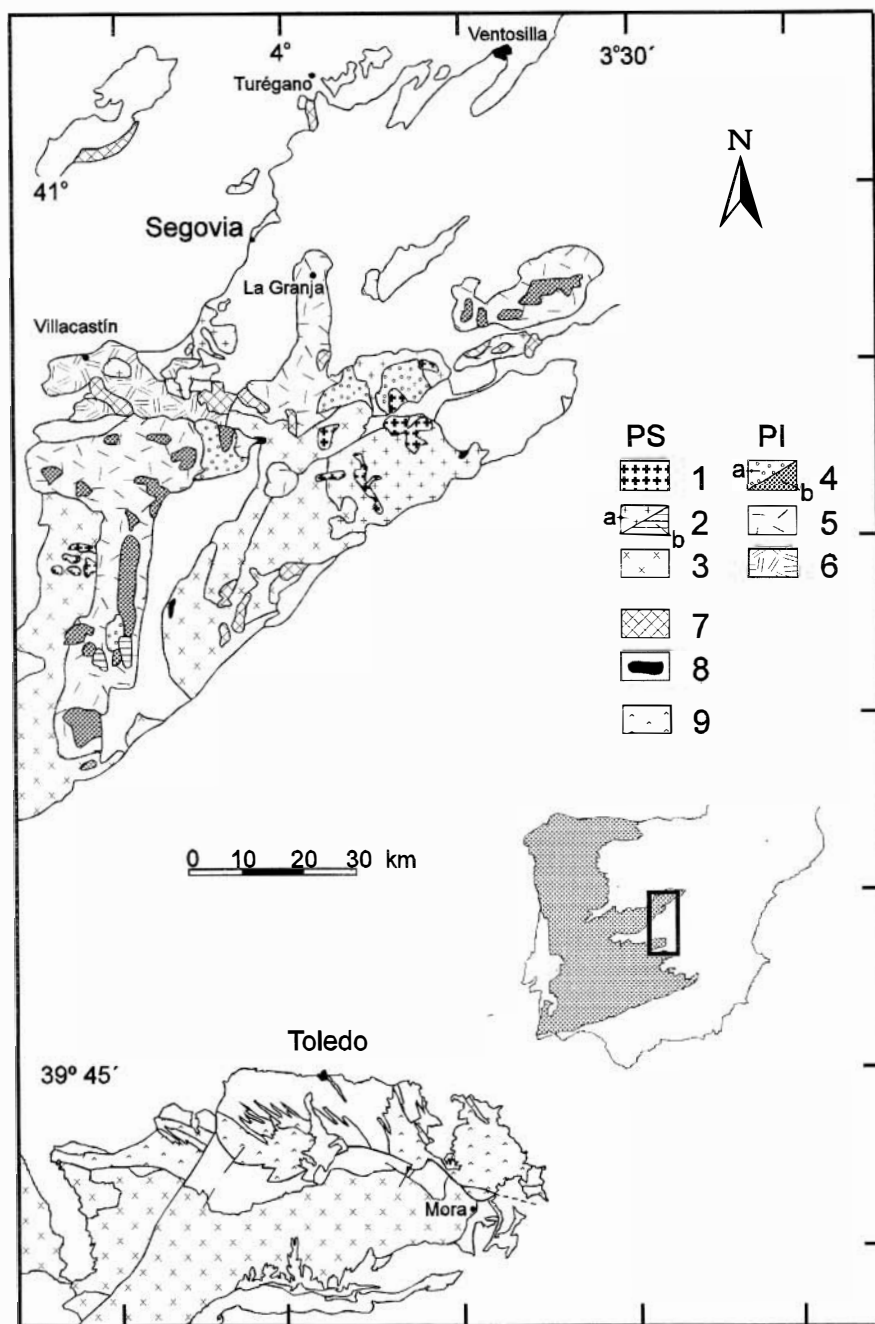 Ventosilla
4°
3°30´
Turégano
41°
N
Segovia
La Granja
Villacastín
PS PI
1 a b 4
a b 2 5
3 6
7
8
9
0 10 20 30 km
Toledo
39º 45´
Mora